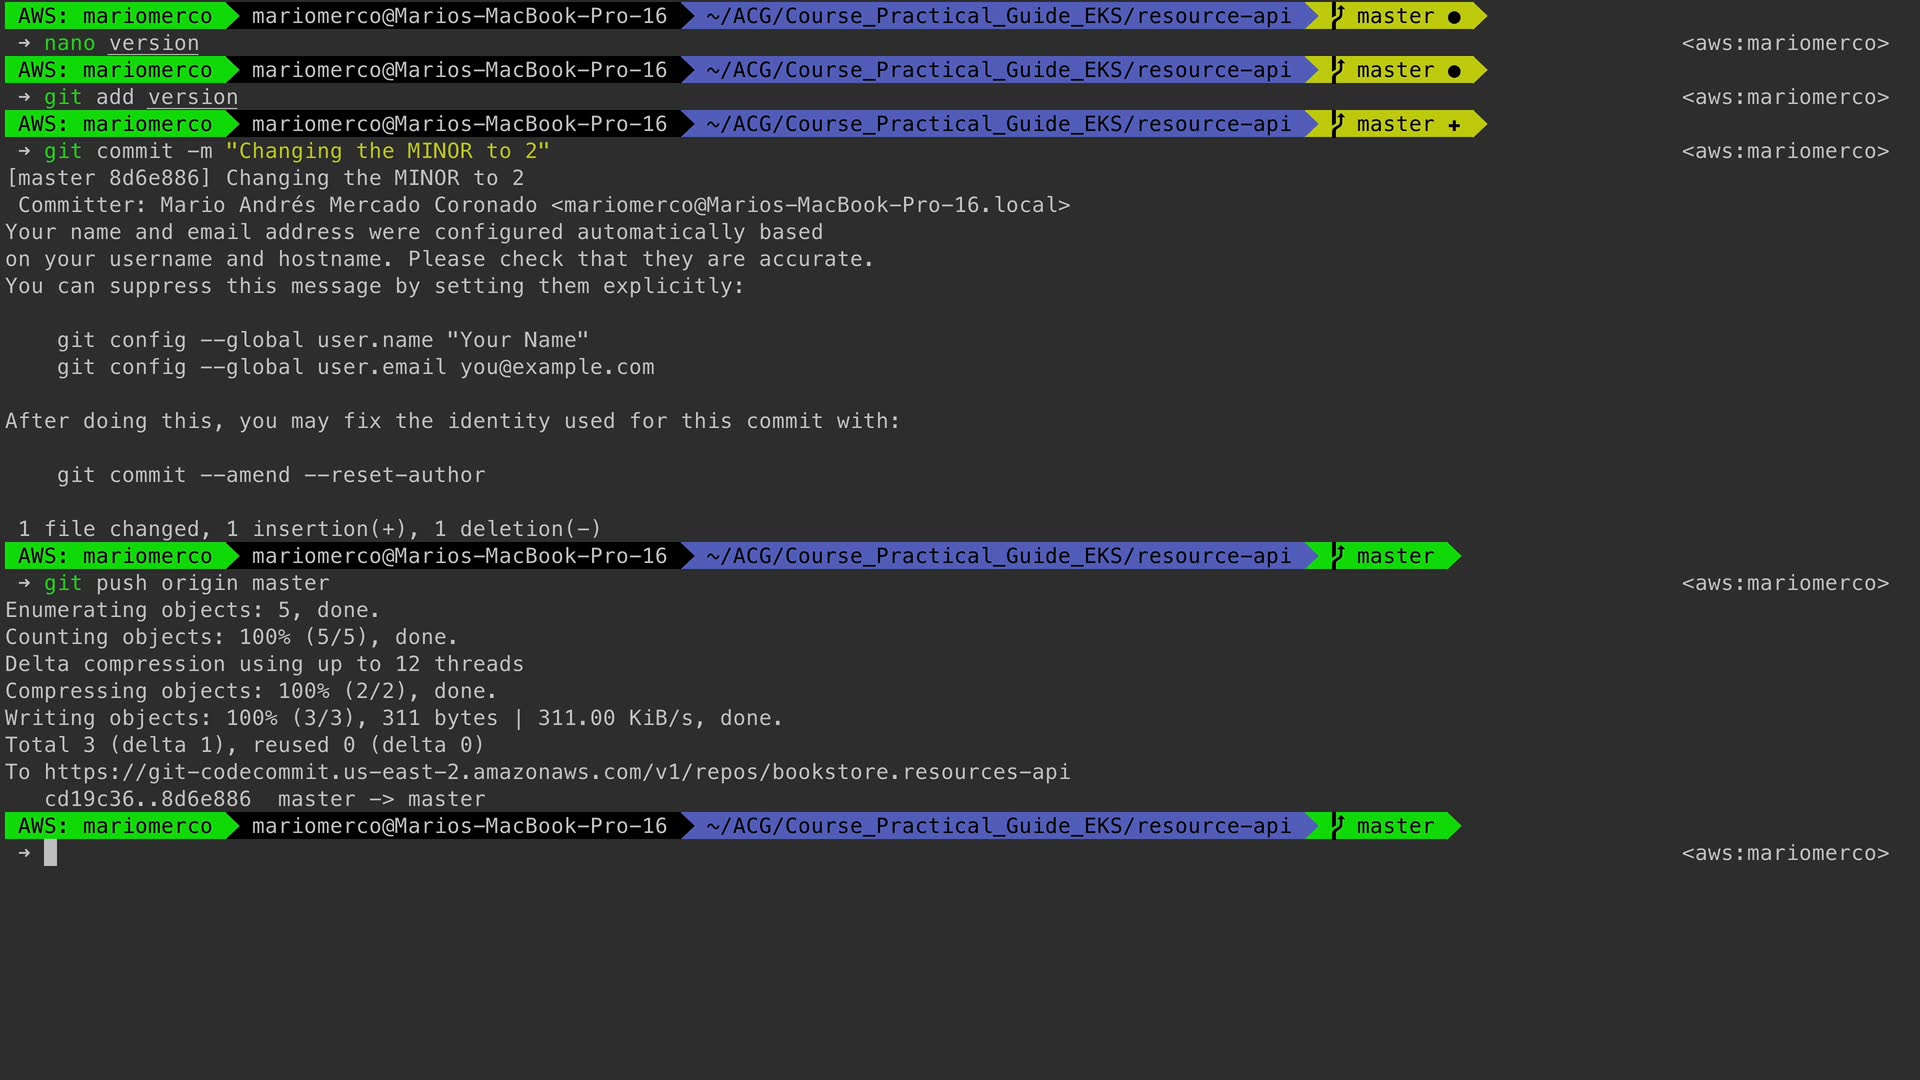 AWS: mariomerco mariomerco@Marios-MacBook-Pro-16 ~/ACG/Course_Practical_Guide_EKS/resource-api master ●
→ nano version <aws:mariomerco>
AWS: mariomerco mariomerco@Marios-MacBook-Pro-16 ~/ACG/Course_Practical_Guide_EKS/resource-api master ●
→ git add version <aws:mariomerco>
AWS: mariomerco mariomerco@Marios-MacBook-Pro-16 ~/ACG/Course_Practical_Guide_EKS/resource-api master +
→ git commit -m "Changing the MINOR to 2" <aws:mariomerco>
[master 8d6e886] Changing the MINOR to 2
Committer: Mario Andrés Mercado Coronado <mariomerco@Marios-MacBook-Pro-16.local>
Your name and email address were configured automatically based
on your username and hostname. Please check that they are accurate.
You can suppress this message by setting them explicitly:
git config --global user.name "Your Name"
git config --global user.email you@example.com
After doing this, you may fix the identity used for this commit with:
git commit --amend --reset-author
1 file changed, 1 insertion(+), 1 deletion(-)
AWS: mariomerco mariomerco@Marios-MacBook-Pro-16 ~/ACG/Course_Practical_Guide_EKS/resource-api master
→ git push origin master <aws:mariomerco>
Enumerating objects: 5, done.
Counting objects: 100% (5/5), done.
Delta compression using up to 12 threads
Compressing objects: 100% (2/2), done.
Writing objects: 100% (3/3), 311 bytes | 311.00 KiB/s, done.
Total 3 (delta 1), reused 0 (delta 0)
To https://git-codecommit.us-east-2.amazonaws.com/v1/repos/bookstore.resources-api
cd19c36..8d6e886 master -> master
AWS: mariomerco mariomerco@Marios-MacBook-Pro-16 ~/ACG/Course_Practical_Guide_EKS/resource-api master
→ <aws:mariomerco>